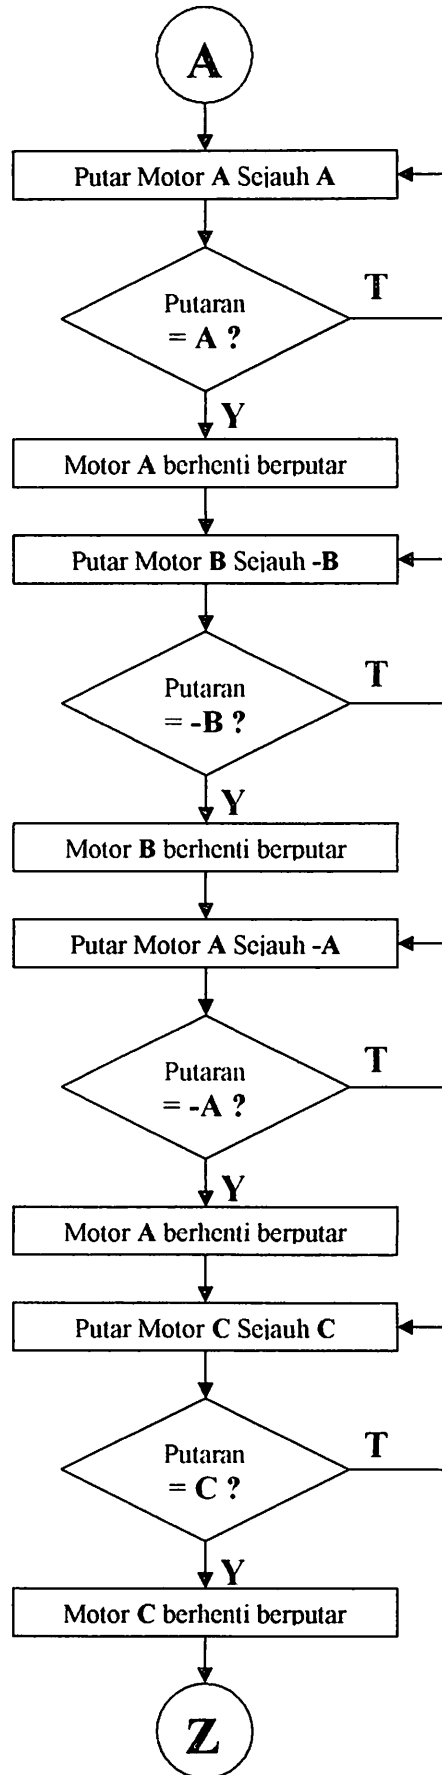 A
Putar Motor A Sejauh A
T
Putaran
= A ?
Y
Motor A berhenti berputar
Putar Motor B Sejauh -B
T
Putaran
= -B ?
Y
Motor B berhenti berputar
Putar Motor A Sejauh -A
T
Putaran
= -A ?
Y
Motor A berhenti berputar
Putar Motor C Sejauh C
T
Putaran
= C ?
Y
Motor C berhenti berputar
Z